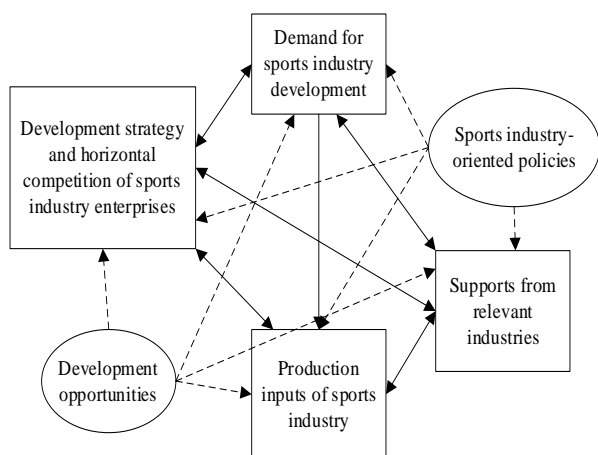 Demand for
sports industry
development
Development strategy
and horizontal
competition of sports
industry enterprises
Sports industry-
oriented policies
Supports from
relevant
industries
Development
opportunities
Production
inputs of sports
industry